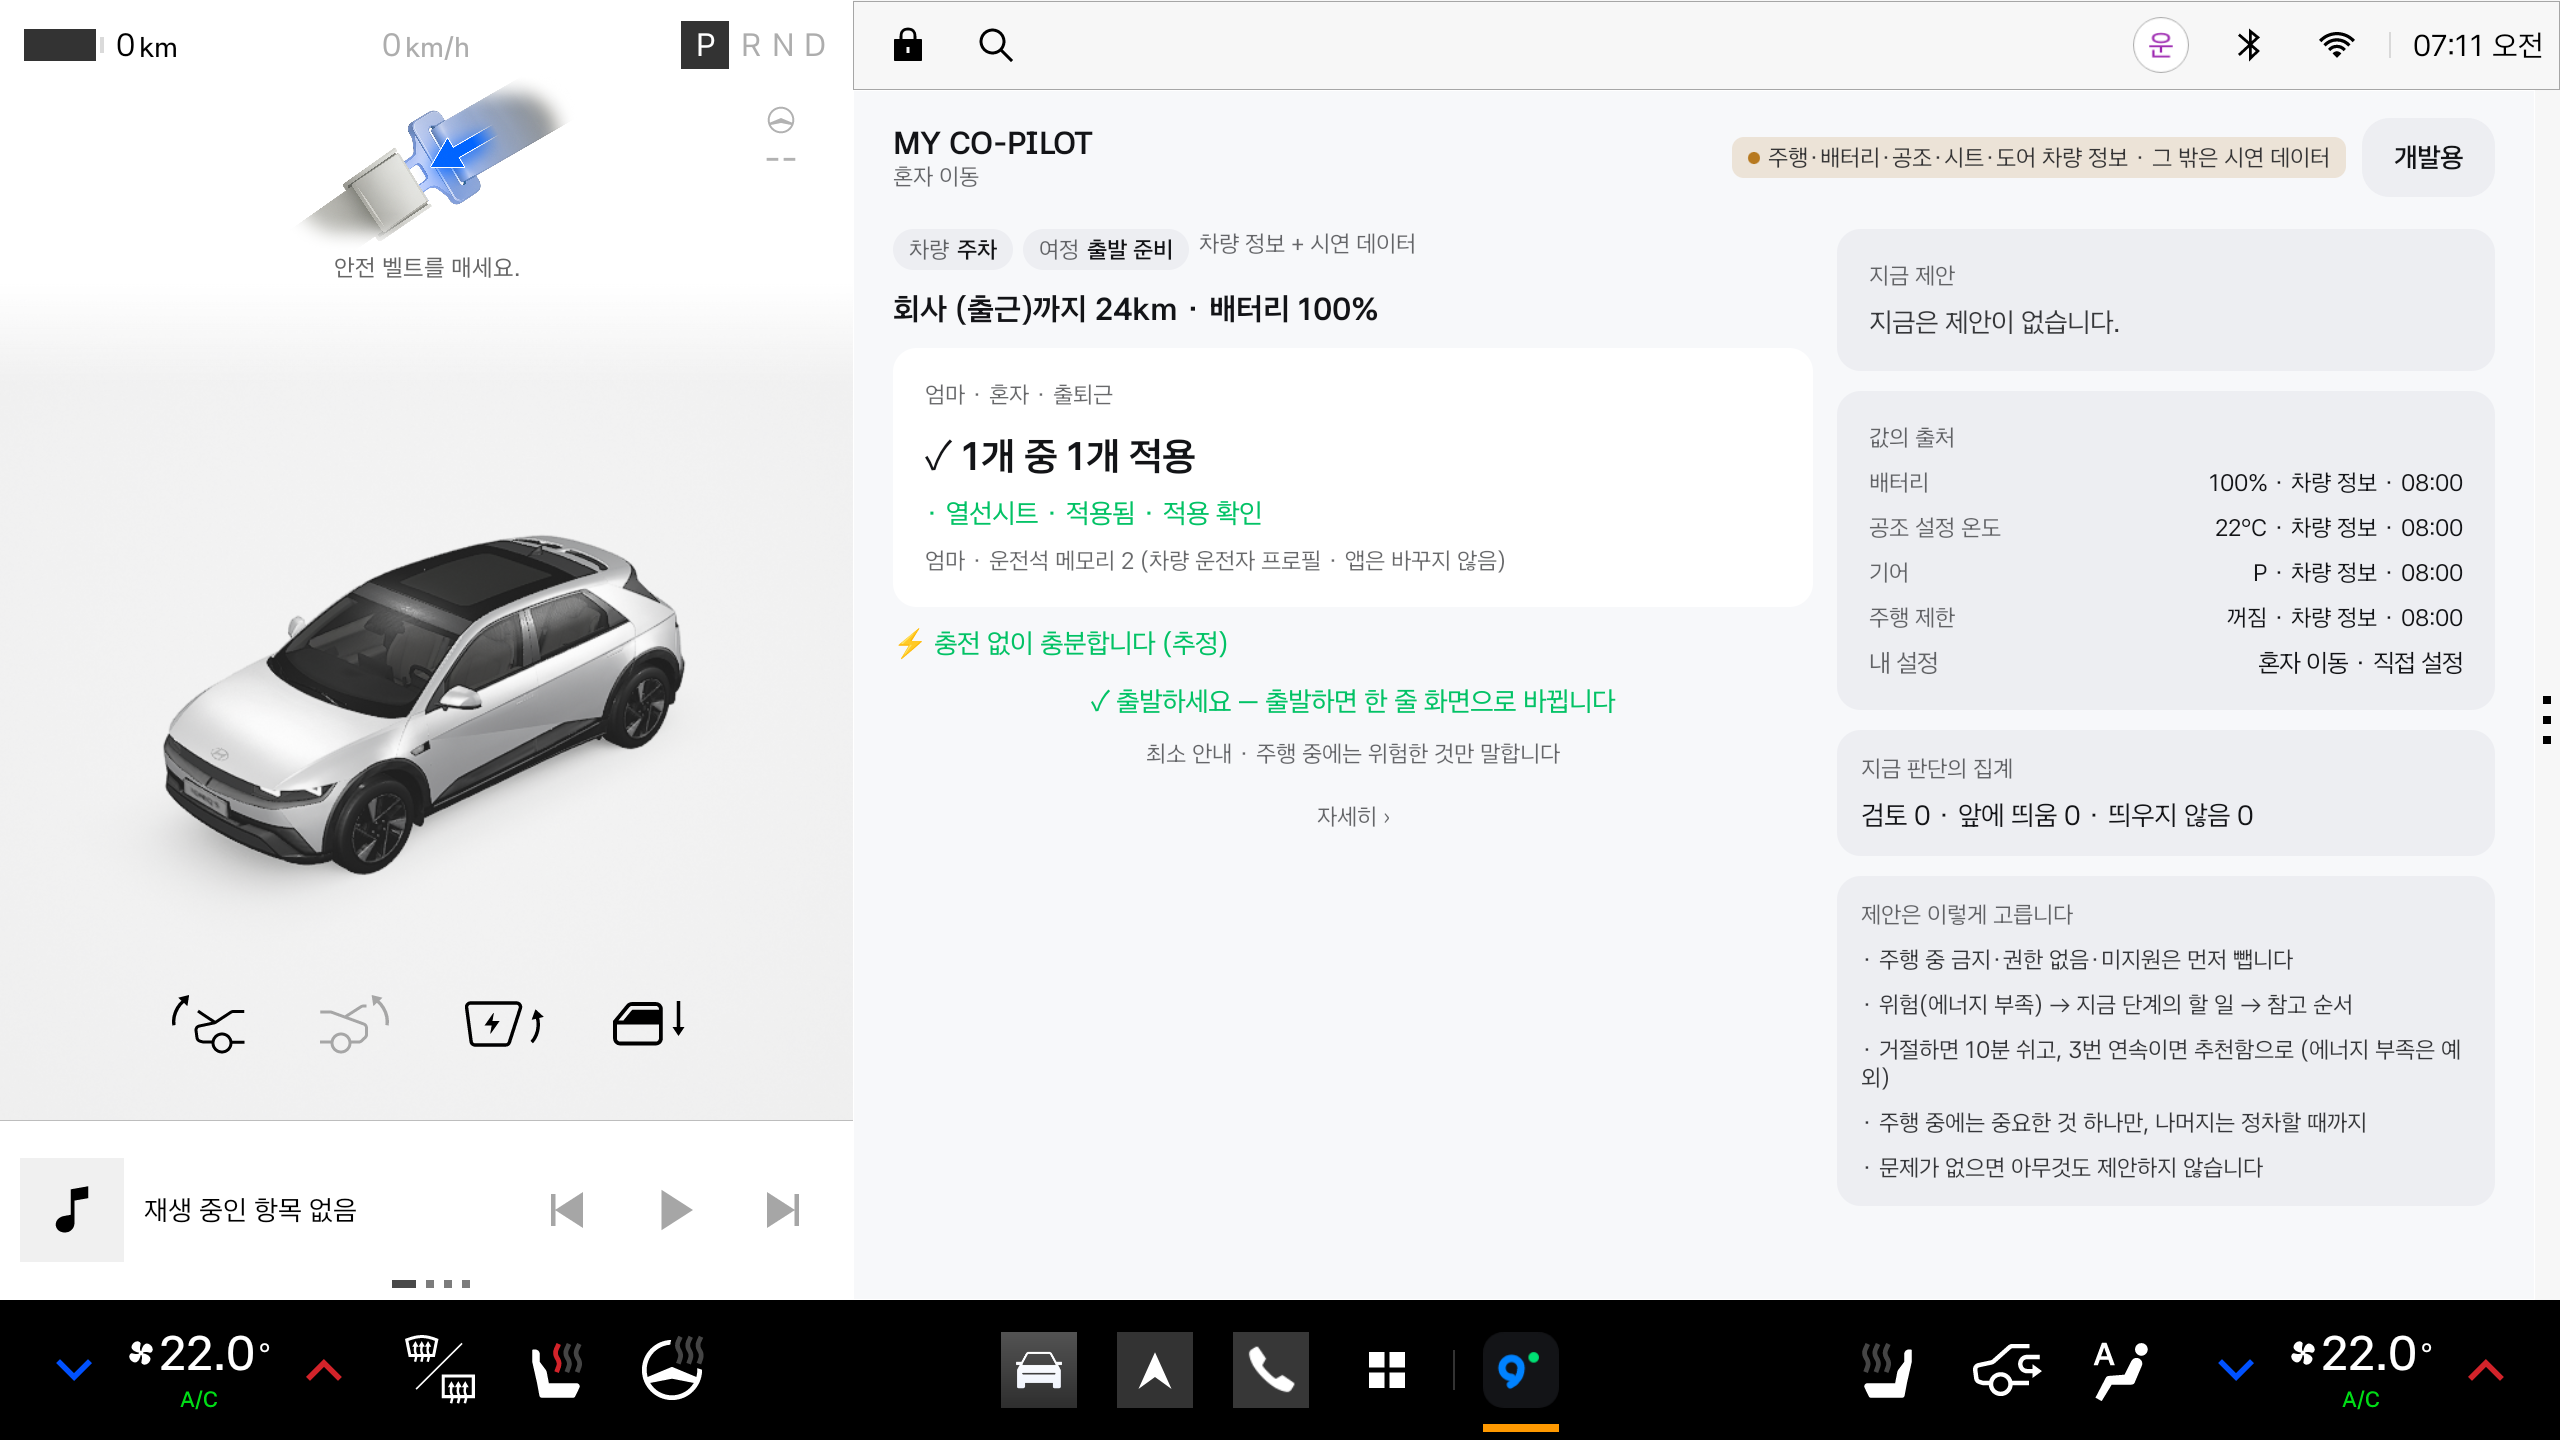 0 km
0 km/h
P R N D
안전 벨트를 매세요.
재생 중인 항목 없음
운
07:11 오전
MY CO-PILOT
혼자 이동
주행·배터리·공조·시트·도어 차량 정보 · 그 밖은 시연 데이터
개발용
차량 주차
여정 출발 준비
차량 정보 + 시연 데이터
회사 (출근)까지 24km · 배터리 100%
엄마 · 혼자 · 출퇴근
✓ 1개 중 1개 적용
· 열선시트 · 적용됨 · 적용 확인
엄마 · 운전석 메모리 2 (차량 운전자 프로필 · 앱은 바꾸지 않음)
⚡ 충전 없이 충분합니다 (추정)
✓ 출발하세요 — 출발하면 한 줄 화면으로 바뀝니다
최소 안내 · 주행 중에는 위험한 것만 말합니다
자세히 ›
지금 제안
지금은 제안이 없습니다.
값의 출처
배터리 100% · 차량 정보 · 08:00
공조 설정 온도 22°C · 차량 정보 · 08:00
기어 P · 차량 정보 · 08:00
주행 제한 꺼짐 · 차량 정보 · 08:00
내 설정 혼자 이동 · 직접 설정
지금 판단의 집계
검토 0 · 앞에 띄움 0 · 띄우지 않음 0
제안은 이렇게 고릅니다
· 주행 중 금지·권한 없음·미지원은 먼저 뺍니다
· 위험(에너지 부족) → 지금 단계의 할 일 → 참고 순서
· 거절하면 10분 쉬고, 3번 연속이면 추천함으로 (에너지 부족은 예
외)
· 주행 중에는 중요한 것 하나만, 나머지는 정차할 때까지
· 문제가 없으면 아무것도 제안하지 않습니다
22.0°
A/C
A
22.0°
A/C